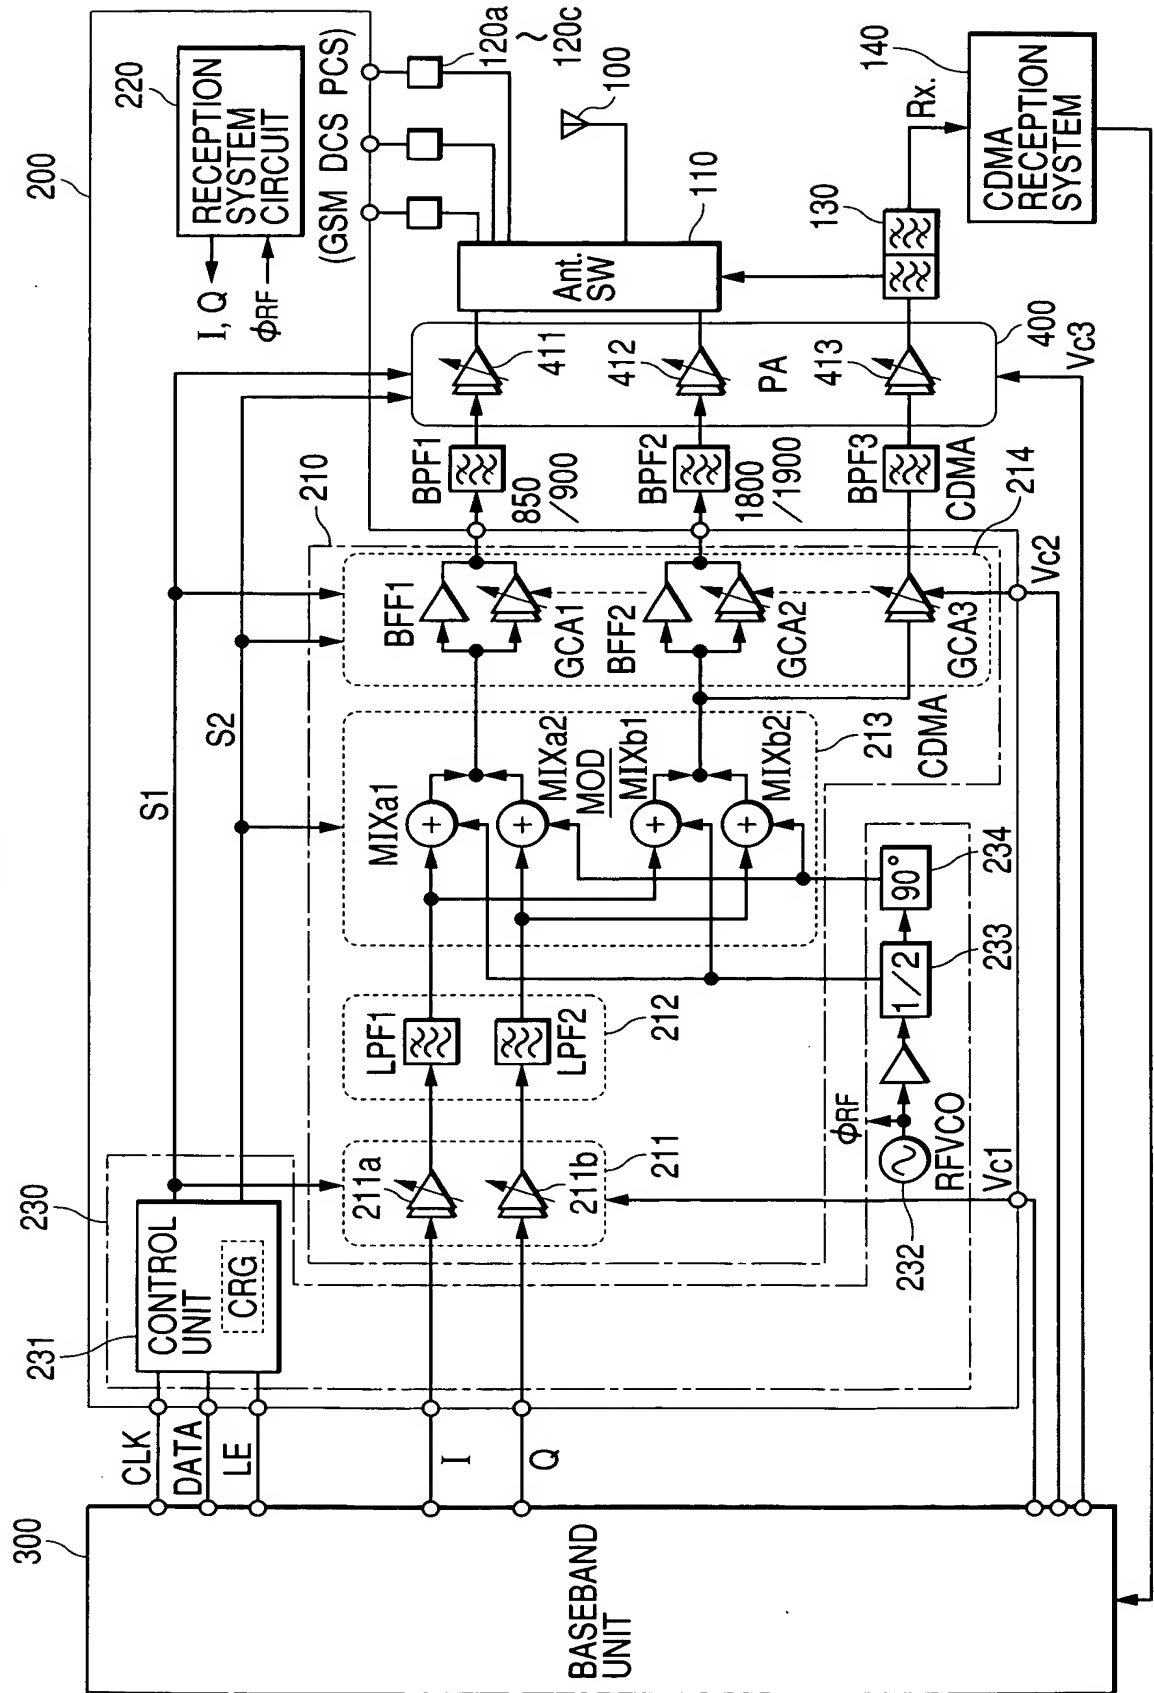 300
BASEBAND
UNIT
CLK
DATA
LE
I
Q
231
230
CONTROL
UNIT
CRG
S1
S2
200
220
RECEPTION
SYSTEM
CIRCUIT
I, Q
ϕRF
(GSM DCS PCS)
120a
~
120c
100
110
Ant.
SW
130
140
Rx.
CDMA
RECEPTION
SYSTEM
210
211a
211b
211
LPF1
LPF2
212
MIXa1
MIXa2
MOD
MIXb1
MIXb2
213
CDMA
BFF1
GCA1
BFF2
GCA2
GCA3
214
BPF1
850
/900
BPF2
1800
/1900
BPF3
CDMA
411
412
PA
413
400
Vc3
Vc2
Vc1
ϕRF
RFVCO
232
1/2
233
90°
234